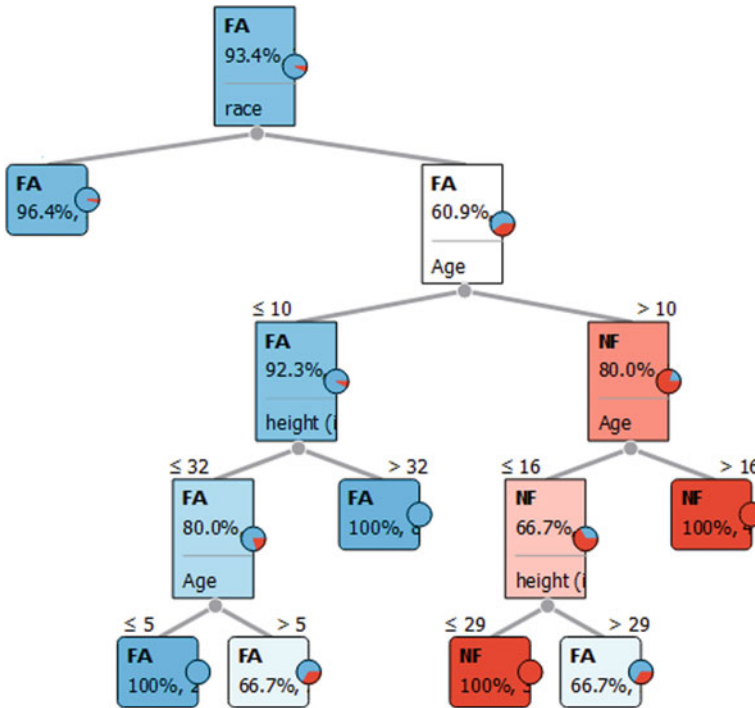 FA
93.4%
race
FA
96.4%,
FA
60.9%
Age
≤ 10
> 10
FA
92.3%
height (i
NF
80.0%
Age
≤ 32
> 32
≤ 16
> 16
FA
80.0%
Age
FA
100%,
NF
66.7%
height (i
NF
100%, 4
≤ 5
> 5
≤ 29
> 29
FA
100%, 2
FA
66.7%,
NF
100%,
FA
66.7%,